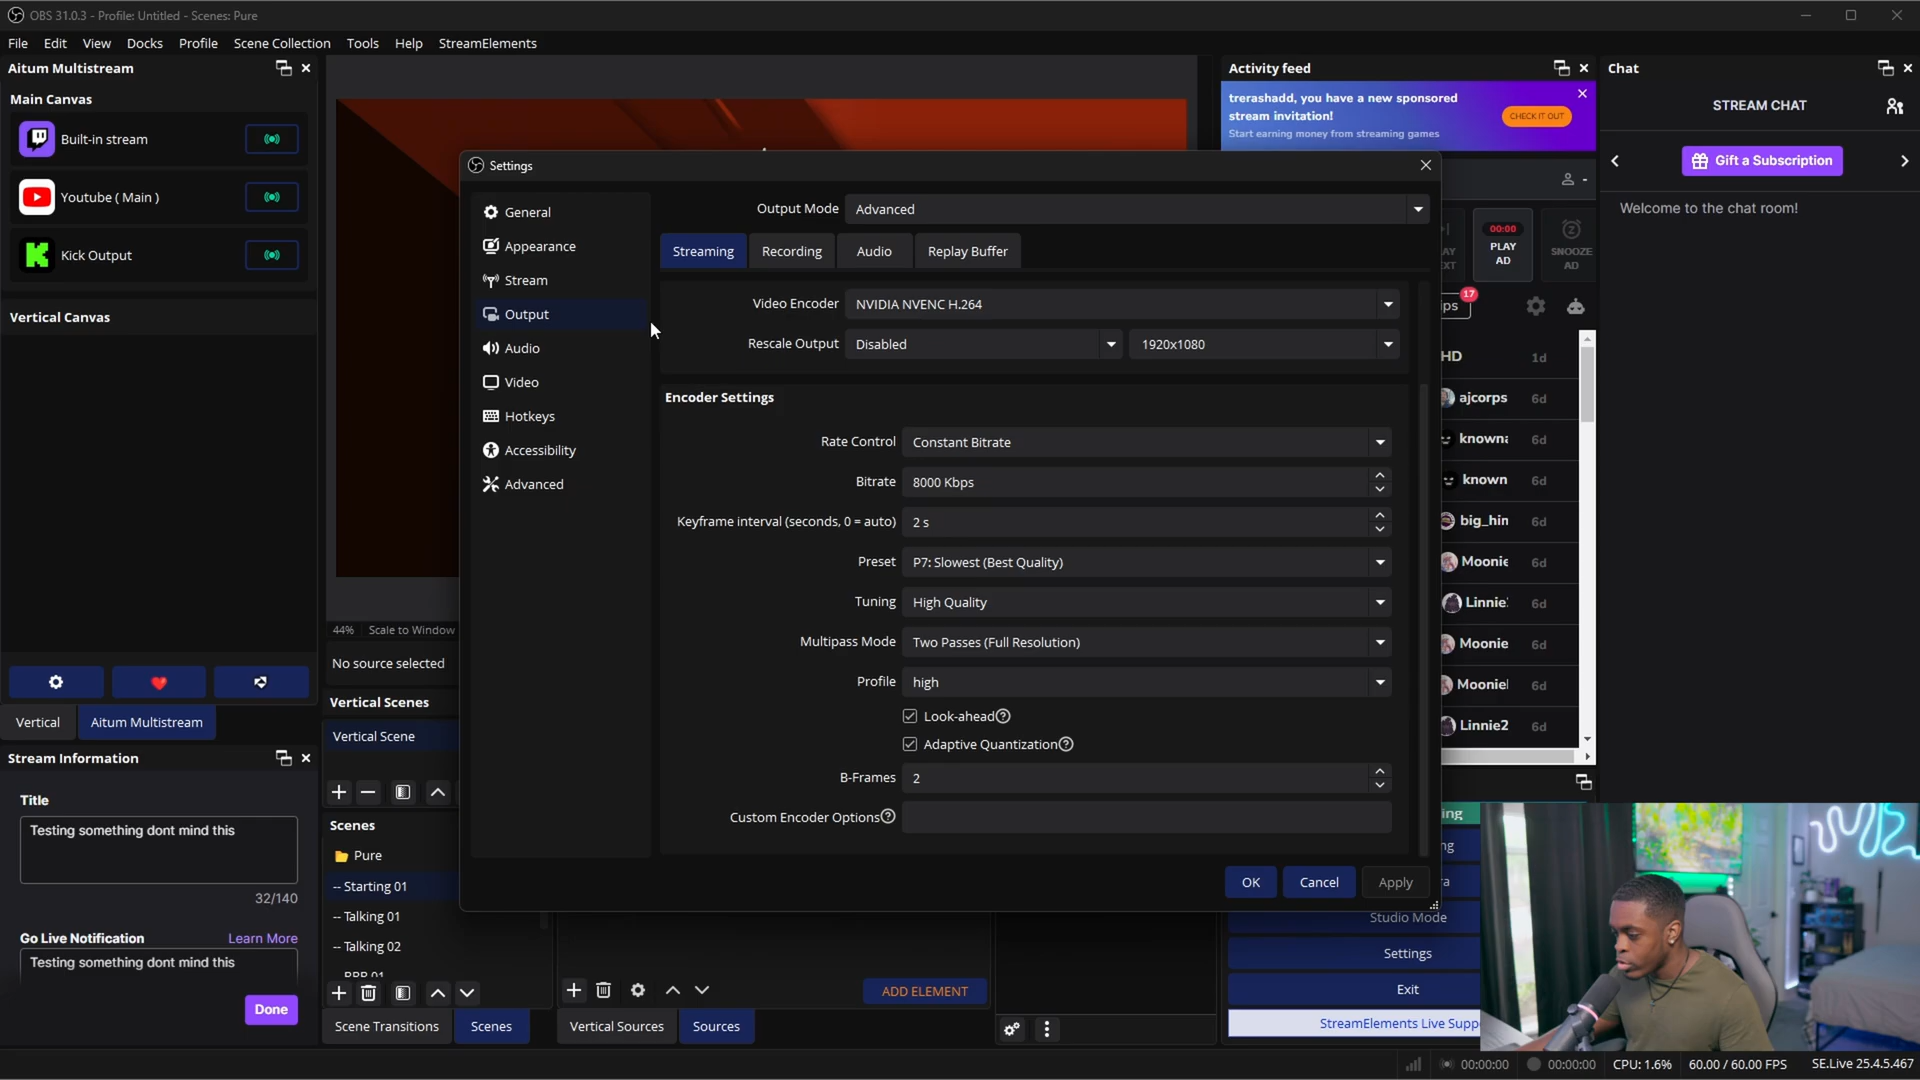 OBS 31.0.3 - Profile: Untitled - Scenes: Pure
File Edit View Docks Profile Scene Collection Tools Help StreamElements
Aitum Multistream
Main Canvas
Built-in stream
Youtube ( Main )
Kick Output
Vertical Canvas
Vertical Aitum Multistream
Stream Information
Title
Testing something dont mind this
32/140
Go Live Notification Learn More
Testing something dont mind this
Done
44% Scale to Window
No source selected
Vertical Scenes
Vertical Scene
Scenes
Pure
-- Starting 01
-- Talking 01
-- Talking 02
Scene Transitions Scenes
Settings
General
Appearance
Stream
Output
Audio
Video
Hotkeys
Accessibility
Advanced
Output Mode Advanced
Streaming Recording Audio Replay Buffer
Video Encoder NVIDIA NVENC H.264
Rescale Output Disabled 1920x1080
Encoder Settings
Rate Control Constant Bitrate
Bitrate 8000 Kbps
Keyframe interval (seconds, 0 = auto) 2 s
Preset P7: Slowest (Best Quality)
Tuning High Quality
Multipass Mode Two Passes (Full Resolution)
Profile high
Look-ahead
Adaptive Quantization
B-Frames 2
Custom Encoder Options
OK Cancel Apply
ADD ELEMENT
Vertical Sources Sources
Activity feed
trerashadd, you have a new sponsored
stream invitation!
Start earning money from streaming games
CHECK IT OUT
00:00
PLAY
AD
SNOOZE
AD
17
HD 1d
ajcorps 6d
known 6d
known 6d
big_hin 6d
Moonie 6d
Linnie 6d
Moonie 6d
Moonie 6d
Linnie2 6d
Studio Mode
Settings
Exit
StreamElements Live Supp
Chat
STREAM CHAT
Gift a Subscription
Welcome to the chat room!
00:00:00 00:00:00 CPU: 1.6% 60.00 / 60.00 FPS SE.Live 25.4.5.467